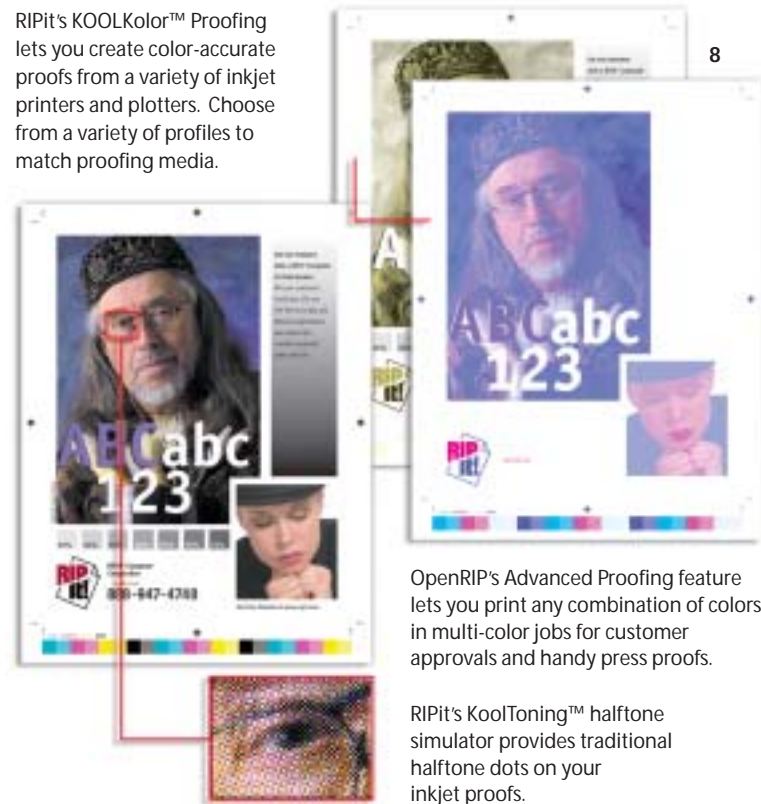 RIPit's KOOLKolor™ Proofing
lets you create color-accurate
proofs from a variety of inkjet
printers and plotters. Choose
from a variety of profiles to
match proofing media.
8
A
RIP
it!
ABCabc
123
RIP
it!
ABCabc
123
RIP
it!
OpenRIP's Advanced Proofing feature
lets you print any combination of colors
in multi-color jobs for customer
approvals and handy press proofs.
RIPit's KoolToning™ halftone
simulator provides traditional
halftone dots on your
inkjet proofs.